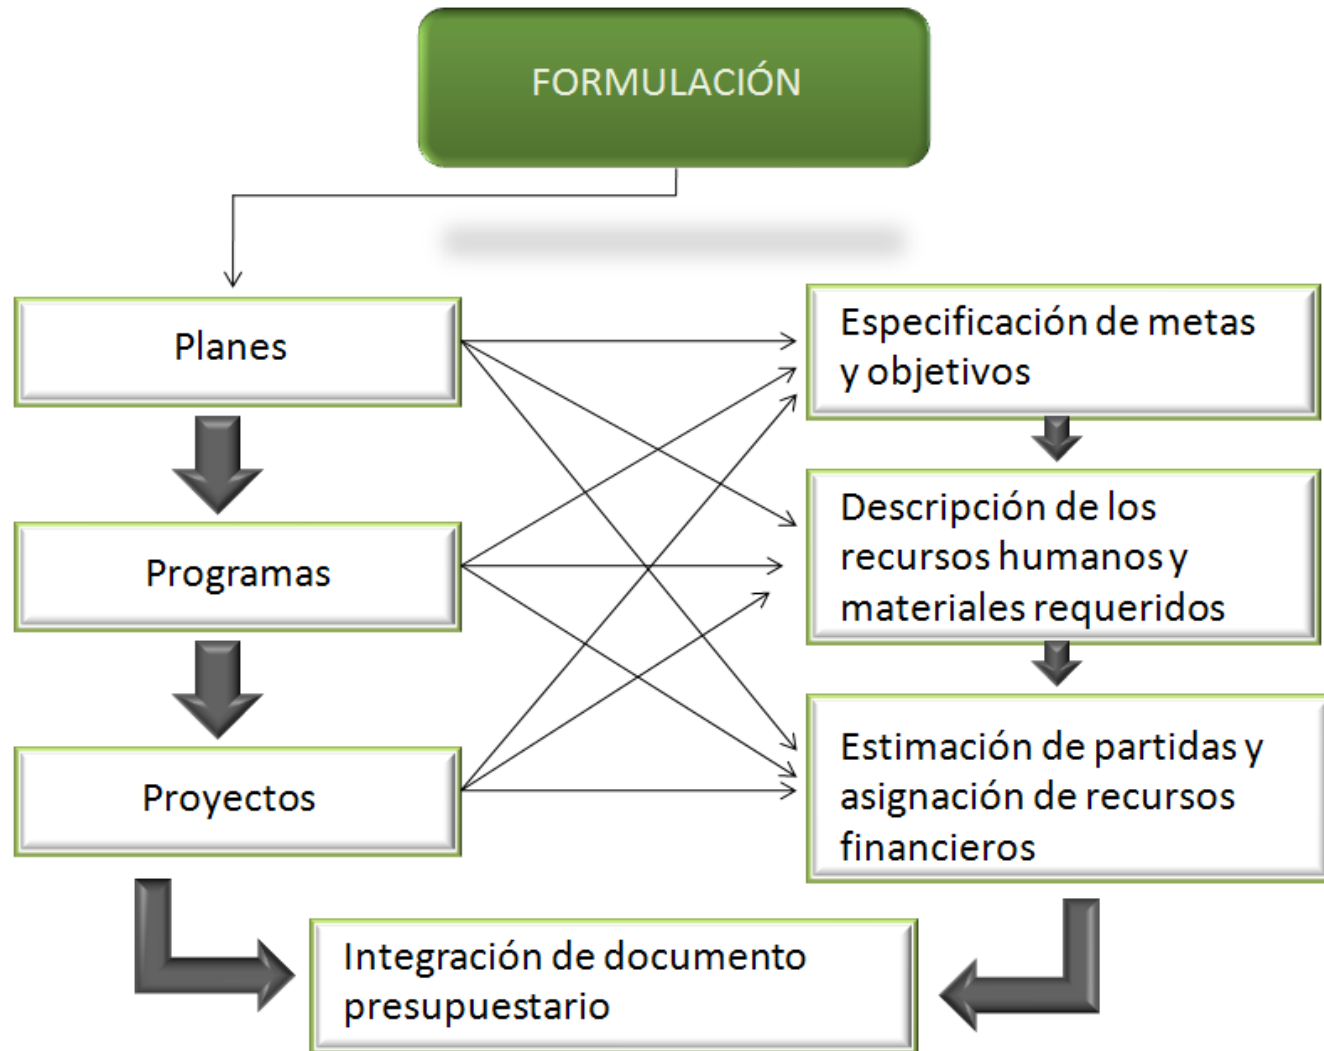 FORMULACIÓN
Planes
Especificación de metas
y objetivos
Programas
Descripción de los
recursos humanos y
materiales requeridos
Proyectos
Estimación de partidas y
asignación de recursos
financieros
Integración de documento
presupuestario